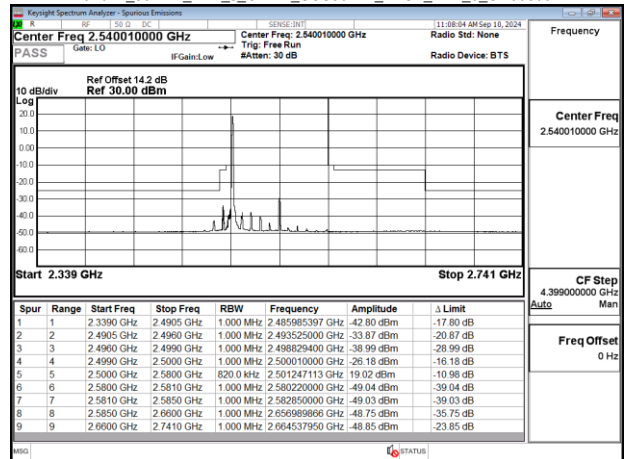 Keysight Spectrum Analyzer - Spurious Emissions
R RF 50 Ω DC SENSE:INT 11:08:04 AM Sep 10, 2024
Center Freq 2.540010000 GHz Center Freq: 2.540010000 GHz Radio Std: None
PASS Gate: LO IFGain:Low Trig: Free Run
#Atten: 30 dB Radio Device: BTS
Ref Offset 14.2 dB
10 dB/div Ref 30.00 dBm
Log
20.0
10.0
0.00
-10.0
-20.0
-30.0
-40.0
-50.0
-60.0
Start 2.339 GHz Stop 2.741 GHz
Spur Range Start Freq Stop Freq RBW Frequency Amplitude Δ Limit
1 1 2.3390 GHz 2.4905 GHz 1.000 MHz 2.485985397 GHz -42.80 dBm -17.80 dB
2 2 2.4905 GHz 2.4960 GHz 1.000 MHz 2.493525000 GHz -33.87 dBm -20.87 dB
3 3 2.4960 GHz 2.4990 GHz 1.000 MHz 2.498829400 GHz -38.99 dBm -28.99 dB
4 4 2.4990 GHz 2.5000 GHz 1.000 MHz 2.500010000 GHz -26.18 dBm -16.18 dB
5 5 2.5000 GHz 2.5800 GHz 820.0 kHz 2.501247113 GHz 19.02 dBm -10.98 dB
6 6 2.5800 GHz 2.5810 GHz 1.000 MHz 2.580220000 GHz -49.04 dBm -39.04 dB
7 7 2.5810 GHz 2.5850 GHz 1.000 MHz 2.582850000 GHz -49.03 dBm -39.03 dB
8 8 2.5850 GHz 2.6600 GHz 1.000 MHz 2.656989866 GHz -48.75 dBm -35.75 dB
9 9 2.6600 GHz 2.7410 GHz 1.000 MHz 2.664537950 GHz -48.85 dBm -23.85 dB
MSG STATUS
Frequency
Center Freq
2.540010000 GHz
CF Step
4.399000000 GHz
Auto Man
Freq Offset
0 Hz